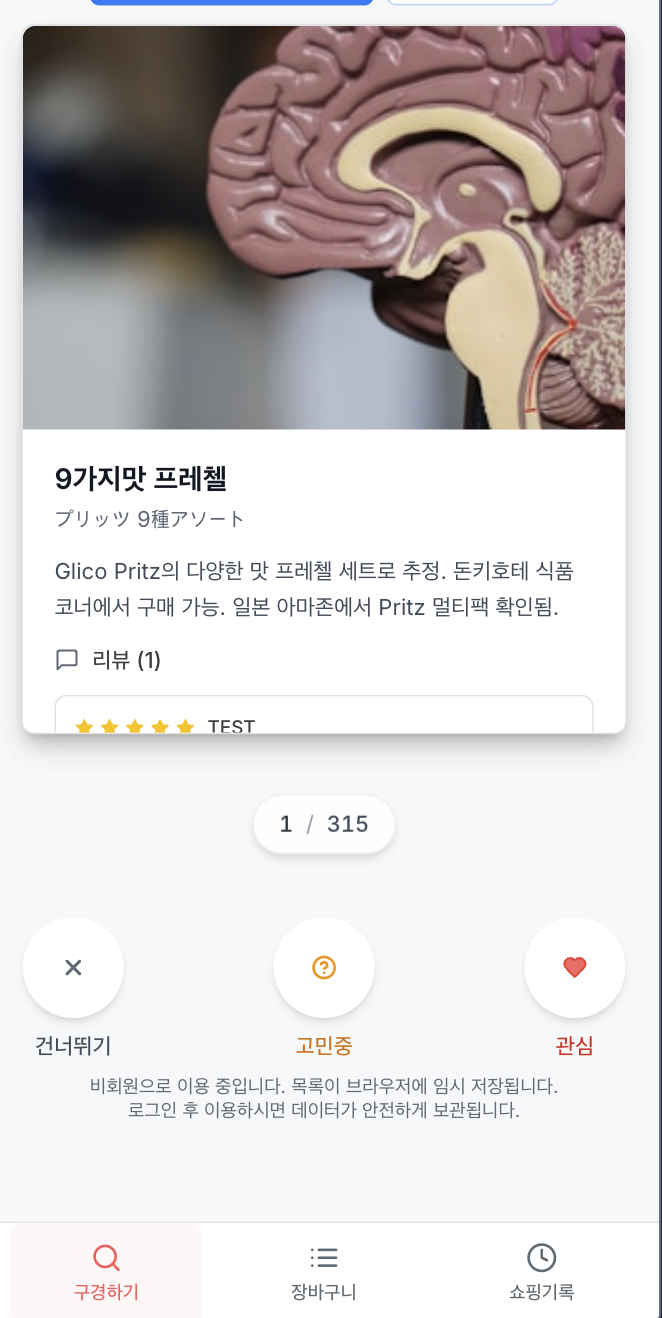 9가지맛 프레첼
プリッツ 9種アソート
Glico Pritz의 다양한 맛 프레첼 세트로 추정. 돈키호테 식품
코너에서 구매 가능. 일본 아마존에서 Pritz 멀티팩 확인됨.
리뷰 (1)
TEST
1 / 315
건너뛰기
고민중
관심
비회원으로 이용 중입니다. 목록이 브라우저에 임시 저장됩니다.
로그인 후 이용하시면 데이터가 안전하게 보관됩니다.
구경하기
장바구니
쇼핑기록